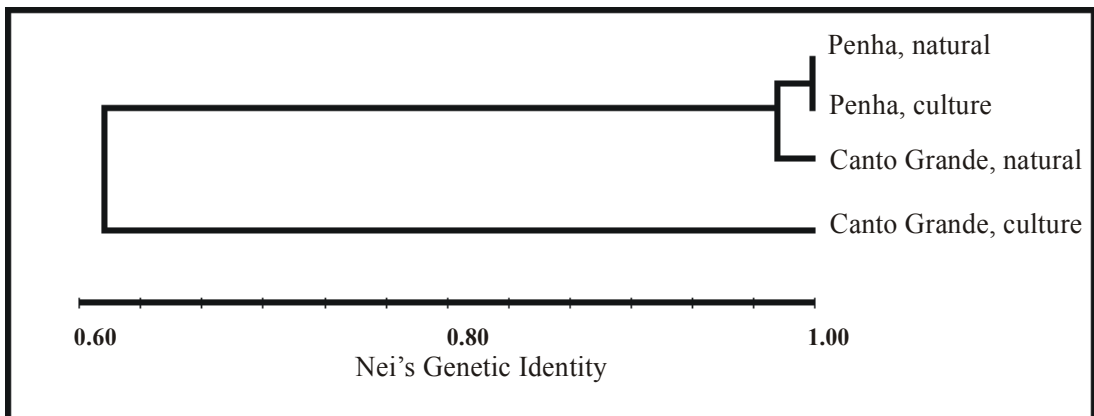 Penha, natural
Penha, culture
Canto Grande, natural
Canto Grande, culture
0.60 0.80 1.00
Nei's Genetic Identity